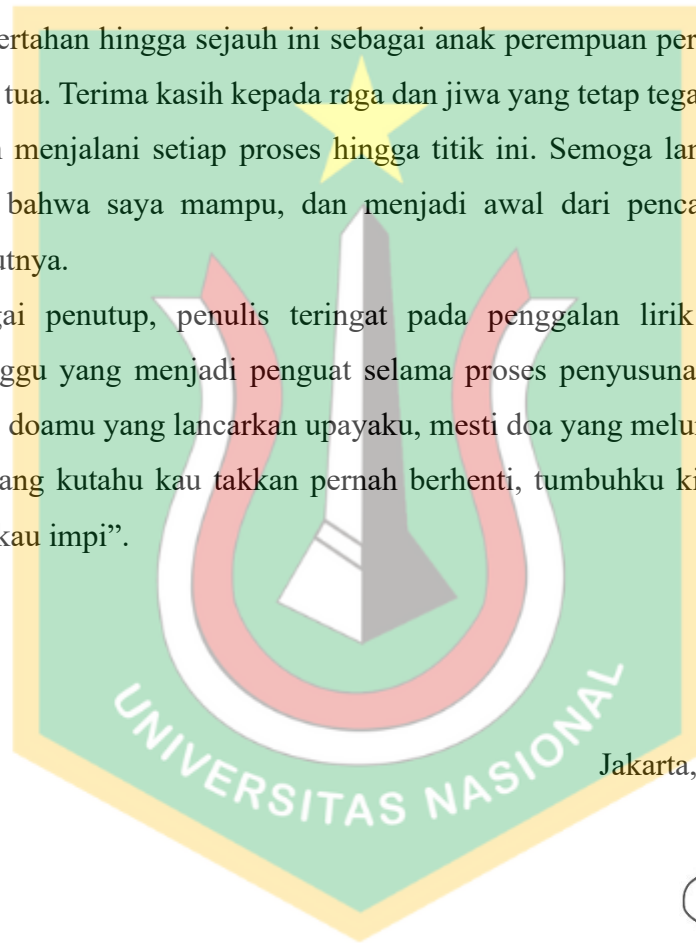 ertahan hingga sejauh ini sebagai anak perempuan per
tua. Terima kasih kepada raga dan jiwa yang tetap tega
menjalani setiap proses hingga titik ini. Semoga lan
bahwa saya mampu, dan menjadi awal dari penca
utnya.
gai penutup, penulis teringat pada penggalan lirik
ggu yang menjadi penguat selama proses penyusuna
doamu yang lancarkan upayaku, mesti doa yang melu
ang kutahu kau takkan pernah berhenti, tumbuhku ki
kau impi”.
Jakarta,
UNIVERSITAS NASIONAL